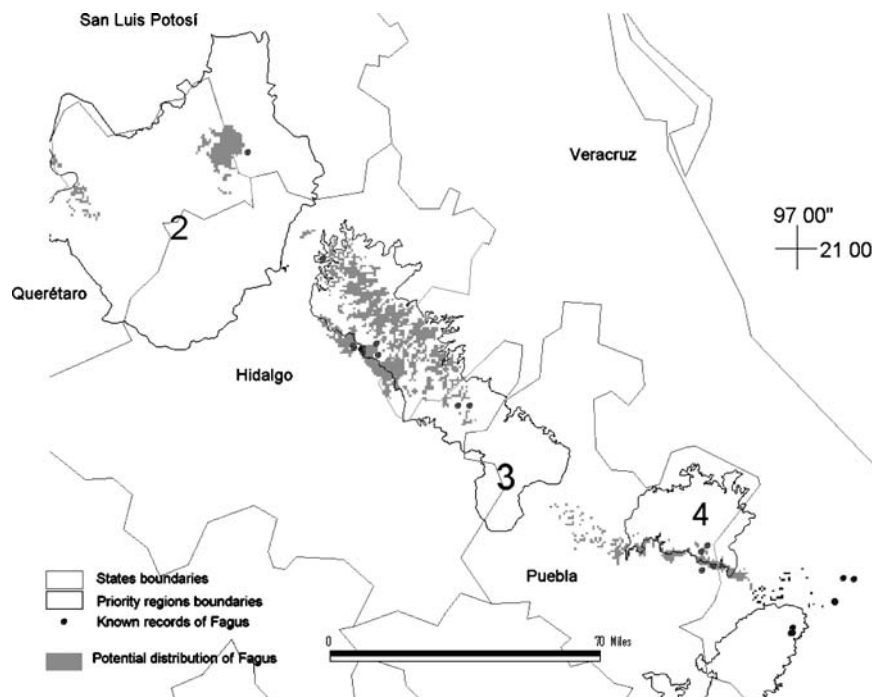 San Luis Potosí
Veracruz
97 00"
21 00
2
Querétaro
Hidalgo
3
4
Puebla
States boundaries
Priority regions boundaries
Known records of Fagus
Potential distribution of Fagus
0 70 Miles